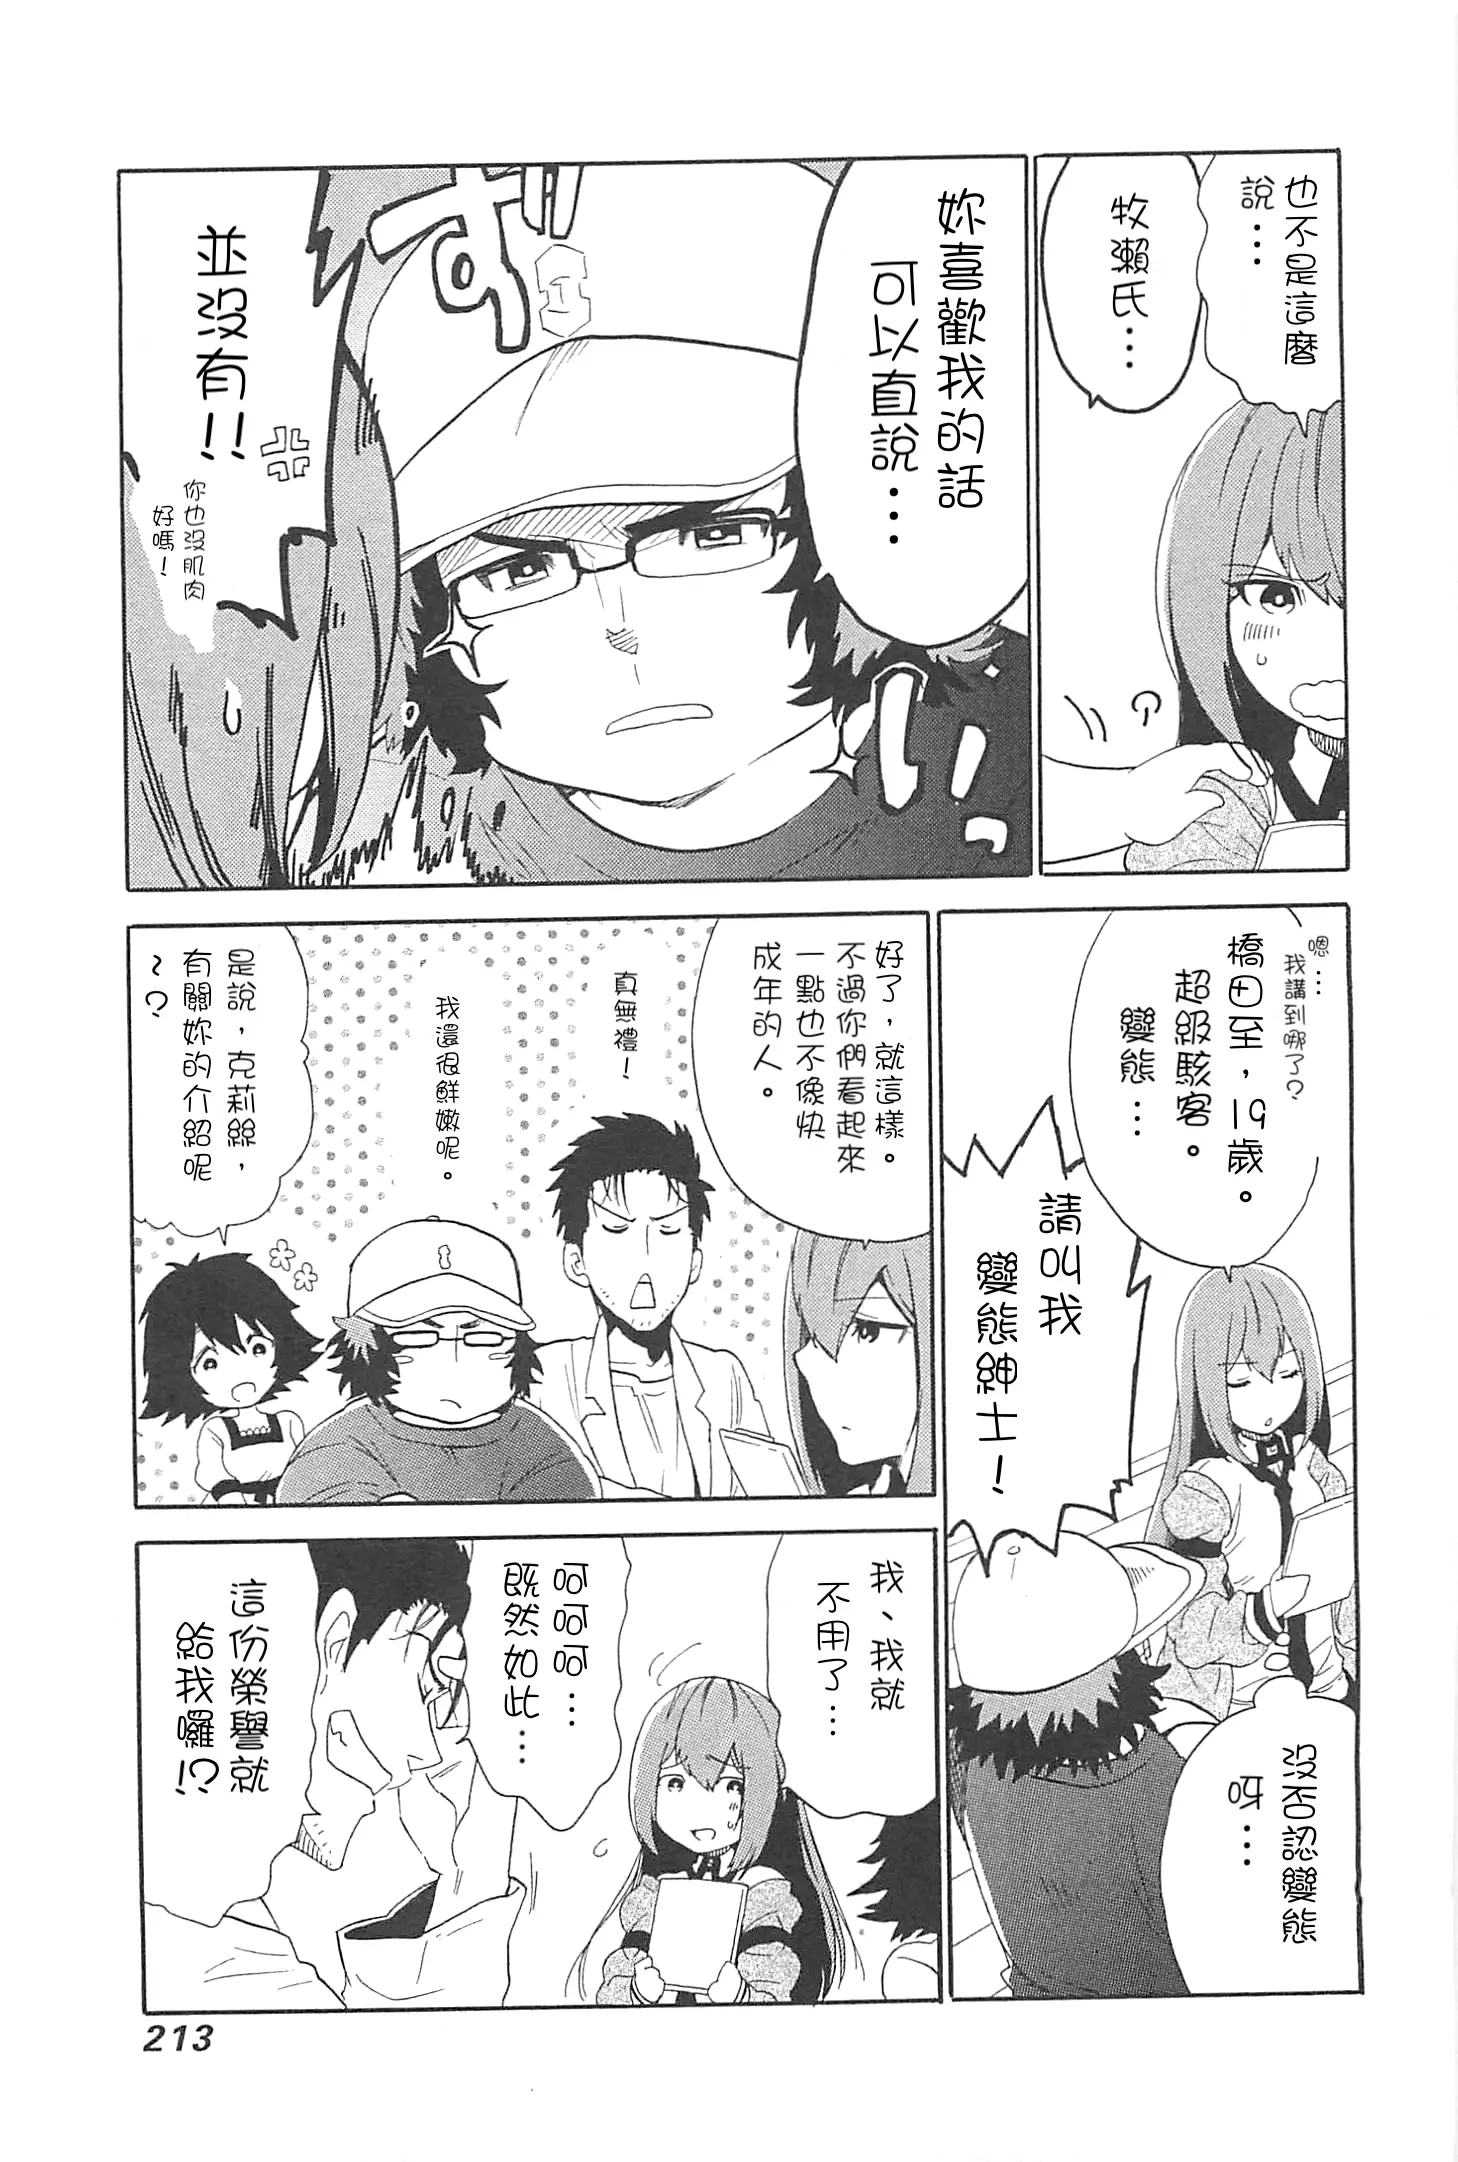 也不是這麼
說…
牧瀨氏…
妳喜歡我的話
可以直說…
ずいっ
並沒有!!
你也沒肌肉
好嗎!
嗯…
我講到哪了?
橋田至,19歲。
超級駭客。
變態…
請叫我
變態紳士!
沒否認變態
呀…
好了,就這樣。
不過你們看起來
一點也不像快
成年的人。
真無禮!
我還很鮮嫩呢。
是說,克莉絲,
有關妳的介紹呢
~?
我、我就
不用了…
呵呵呵…
既然如此…
這份榮譽就
給我囉!?
213